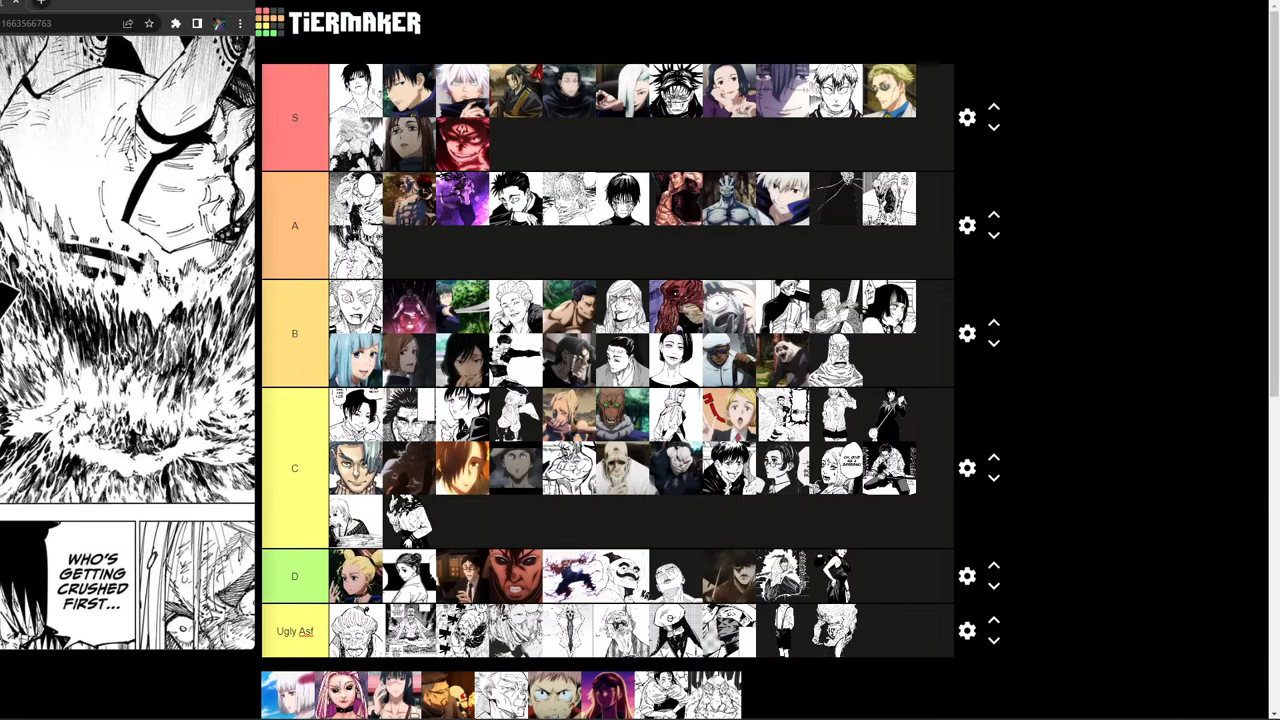 1663566763
TiERMAKER
S
A
B
C
D
Ugly Asf
WHO'S
GETTING
CRUSHED
FIRST...